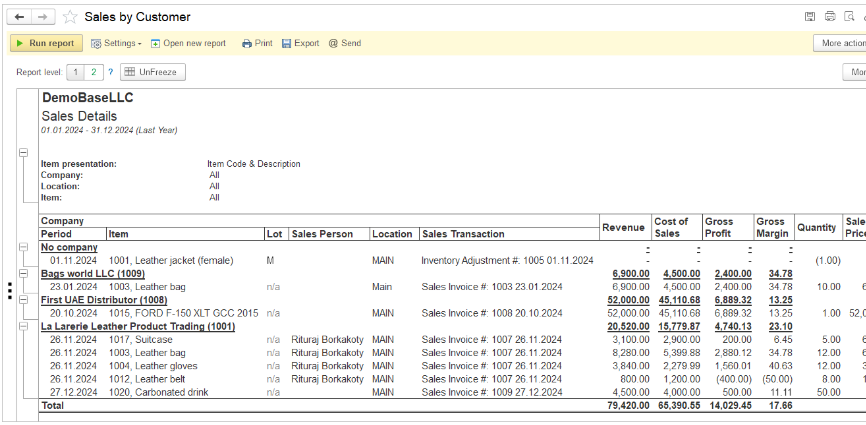 Sales by Customer
Run report Settings Open new report Print Export @ Send More action
Report level: 1 2 ? UnFreeze Mor
DemoBaseLLC
Sales Details
01.01.2024 - 31.12.2024 (Last Year)
Item presentation: Item Code & Description
Company: All
Location: All
Item: All
Company Revenue Cost of Sales Gross Profit Gross Margin Quantity Sale Price
Period Item Lot Sales Person Location Sales Transaction
No company - - - -
01.11.2024 1001, Leather jacket (female) M MAIN Inventory Adjustment #: 1005 01.11.2024 - - - - (1.00)
Bags world LLC (1009) 6,900.00 4,500.00 2,400.00 34.78
23.01.2024 1003, Leather bag n/a Main Sales Invoice #: 1003 23.01.2024 6,900.00 4,500.00 2,400.00 34.78 10.00 6
First UAE Distributor (1008) 52,000.00 45,110.68 6,889.32 13.25
20.10.2024 1015, FORD F-150 XLT GCC 2015 n/a MAIN Sales Invoice #: 1008 20.10.2024 52,000.00 45,110.68 6,889.32 13.25 1.00 52,0
La Larerie Leather Product Trading (1001) 20,520.00 15,779.87 4,740.13 23.10
26.11.2024 1017, Suitcase n/a Rituraj Borkakoty MAIN Sales Invoice #: 1007 26.11.2024 3,100.00 2,900.00 200.00 6.45 5.00 6
26.11.2024 1003, Leather bag n/a Rituraj Borkakoty MAIN Sales Invoice #: 1007 26.11.2024 8,280.00 5,399.88 2,880.12 34.78 12.00 6
26.11.2024 1004, Leather gloves n/a Rituraj Borkakoty MAIN Sales Invoice #: 1007 26.11.2024 3,840.00 2,279.99 1,560.01 40.63 12.00 3
26.11.2024 1012, Leather belt n/a Rituraj Borkakoty MAIN Sales Invoice #: 1007 26.11.2024 800.00 1,200.00 (400.00) (50.00) 8.00 1
27.12.2024 1020, Carbonated drink n/a MAIN Sales Invoice #: 1009 27.12.2024 4,500.00 4,000.00 500.00 11.11 50.00
Total 79,420.00 65,390.55 14,029.45 17.66